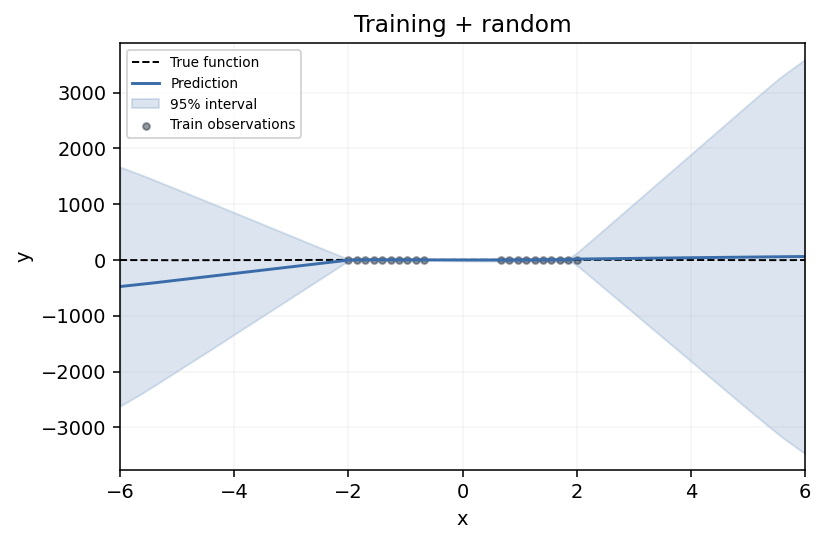 Training + random
True function
Prediction
95% interval
Train observations
3000
2000
1000
0
−1000
−2000
−3000
y
−6 −4 −2 0 2 4 6
x